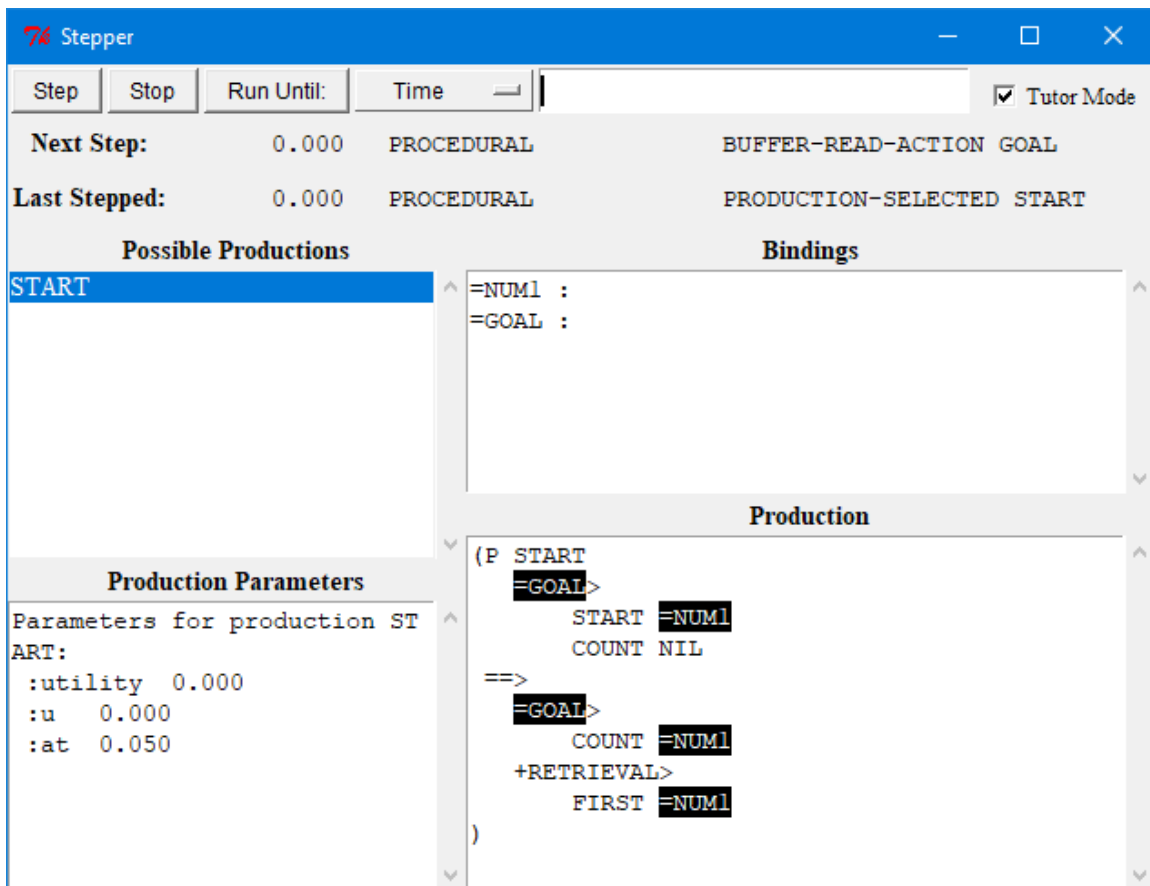 Stepper
Step Stop Run Until: Time Tutor Mode
Next Step: 0.000 PROCEDURAL BUFFER-READ-ACTION GOAL
Last Stepped: 0.000 PROCEDURAL PRODUCTION-SELECTED START
Possible Productions
START
Bindings
=NUM1 :
=GOAL :
Production Parameters
Parameters for production ST
ART:
:utility 0.000
:u 0.000
:at 0.050
Production
(P START
=GOAL>
START =NUM1
COUNT NIL
==>
=GOAL>
COUNT =NUM1
+RETRIEVAL>
FIRST =NUM1
)